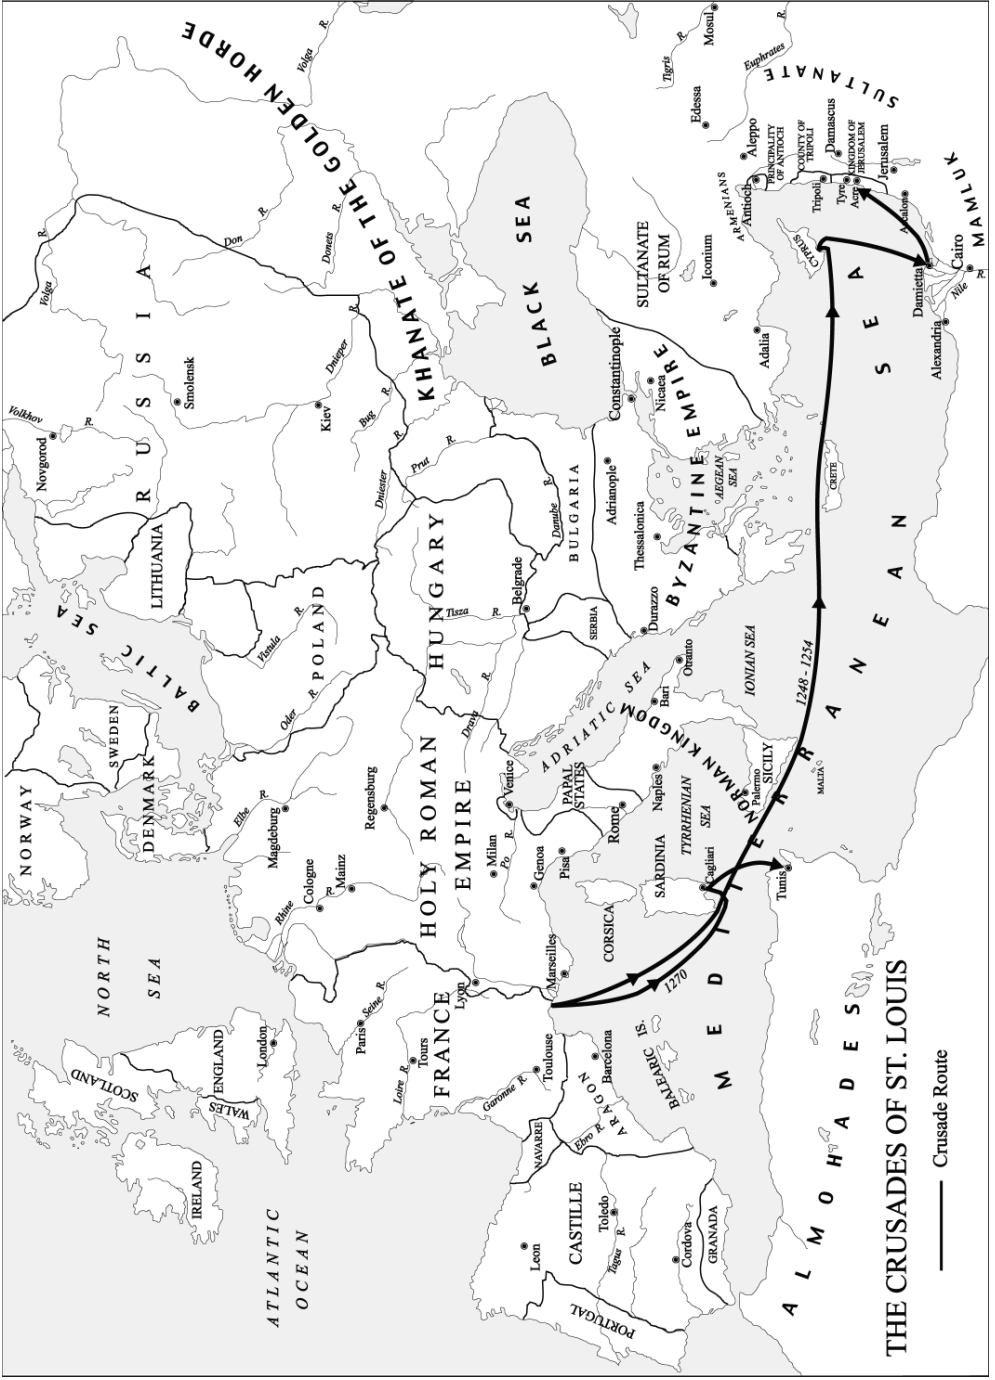 NORWAY
SWEDEN
DENMARK
BALTIC SEA
NORTH
SEA
SCOTLAND
ENGLAND
WALES
London
IRELAND
ATLANTIC
OCEAN
Volkhov
R.
Novgorod
Volga
R.
RUSSIA
Smolensk
LITHUANIA
POLAND
Vistula
R.
Oder R.
Elbe R.
Magdeburg
Cologne
Mainz
Rhine
R.
Regensburg
HOLY ROMAN
EMPIRE
Paris
Seine R.
Loire R.
Tours
FRANCE
Lyon
Garonne R.
Toulouse
Marseilles
NAVARRE
ARAGON
Ebro R.
Barcelona
BALEARIC IS.
Leon
CASTILLE
Toledo
Tagus R.
Cordova
GRANADA
PORTUGAL
Kiev
Dnieper
R.
Bug
R.
Dniester
R.
Prut
R.
Don
R.
Donets
R.
Volga
R.
KHANATE OF THE GOLDEN HORDE
HUNGARY
Tisza R.
Drava
R.
Belgrade
Danube
R.
SERBIA
BULGARIA
BLACK SEA
Venice
Milan
Po R.
Genoa
Pisa
PAPAL
STATES
Rome
Naples
ADRIATIC SEA
Bari
Otranto
NORMAN KINGDOM
CORSICA
SARDINIA
Cagliari
TYRRHENIAN
SEA
Palermo
SICILY
MALTA
IONIAN SEA
Durazzo
Thessalonica
Adrianople
Constantinople
Nicaea
BYZANTINE EMPIRE
AEGEAN
SEA
CRETE
SULTANATE
OF RUM
Iconium
Adalia
ARMENIANS
Antioch
Aleppo
PRINCIPALITY
OF ANTIOCH
COUNTY OF
TRIPOLI
Tripoli
Damascus
KINGDOM OF
JERUSALEM
Tyre
Acre
Jerusalem
Ascalon
Edessa
Mosul
Tigris
R.
Euphrates
R.
MAMLUK
SULTANATE
CYPRUS
Damietta
Cairo
Nile
R.
Alexandria
MEDITERRANEAN SEA
1248 - 1254
1270
Tunis
ALMOHADES
THE CRUSADES OF ST. LOUIS
Crusade Route